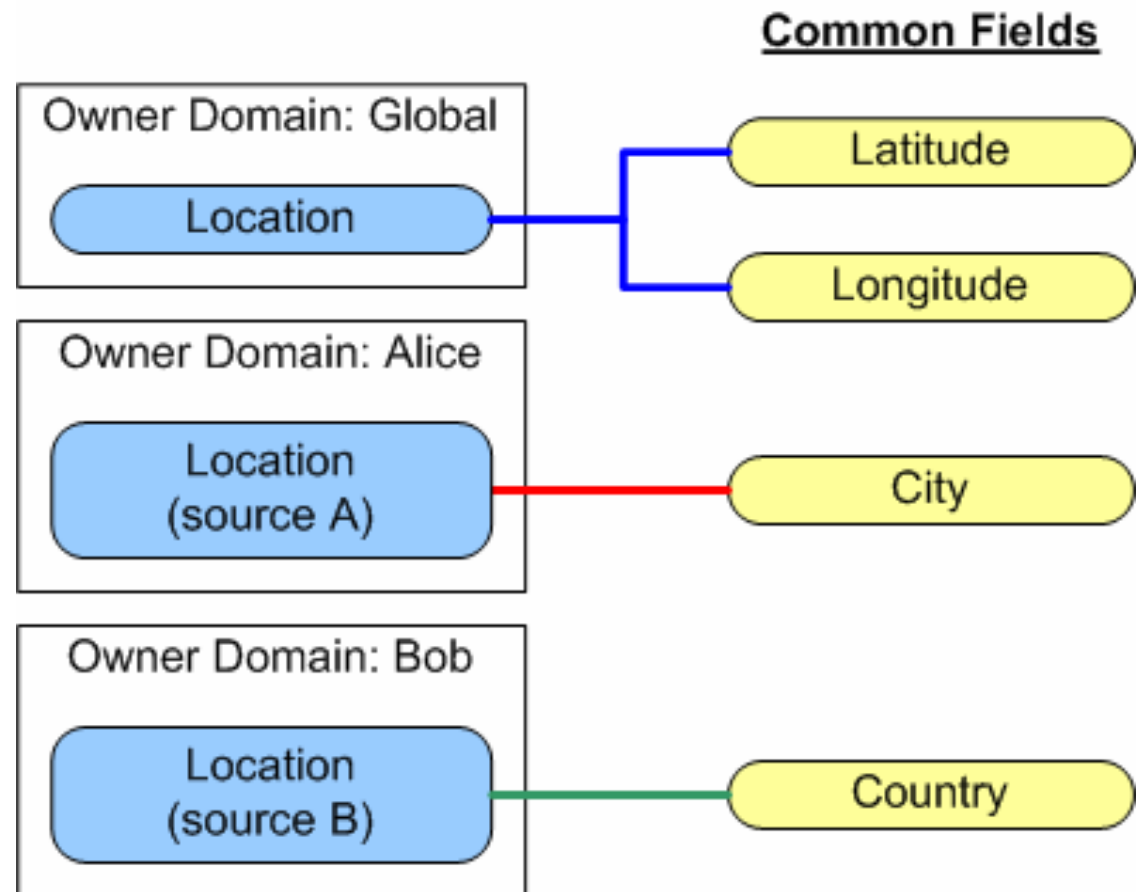 Common Fields
Owner Domain: Global
Location
Latitude
Longitude
Owner Domain: Alice
Location
(source A)
City
Owner Domain: Bob
Location
(source B)
Country